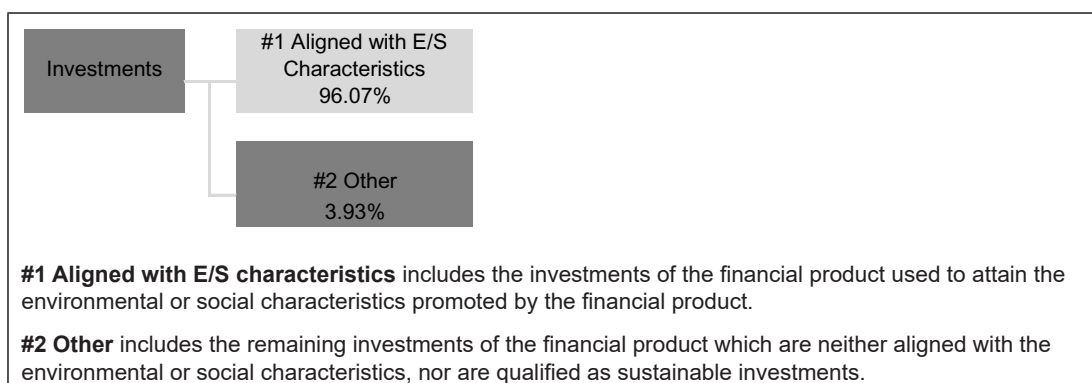 Investments
#1 Aligned with E/S
Characteristics
96.07%
#2 Other
3.93%
#1 Aligned with E/S characteristics includes the investments of the financial product used to attain the
environmental or social characteristics promoted by the financial product.
#2 Other includes the remaining investments of the financial product which are neither aligned with the
environmental or social characteristics, nor are qualified as sustainable investments.